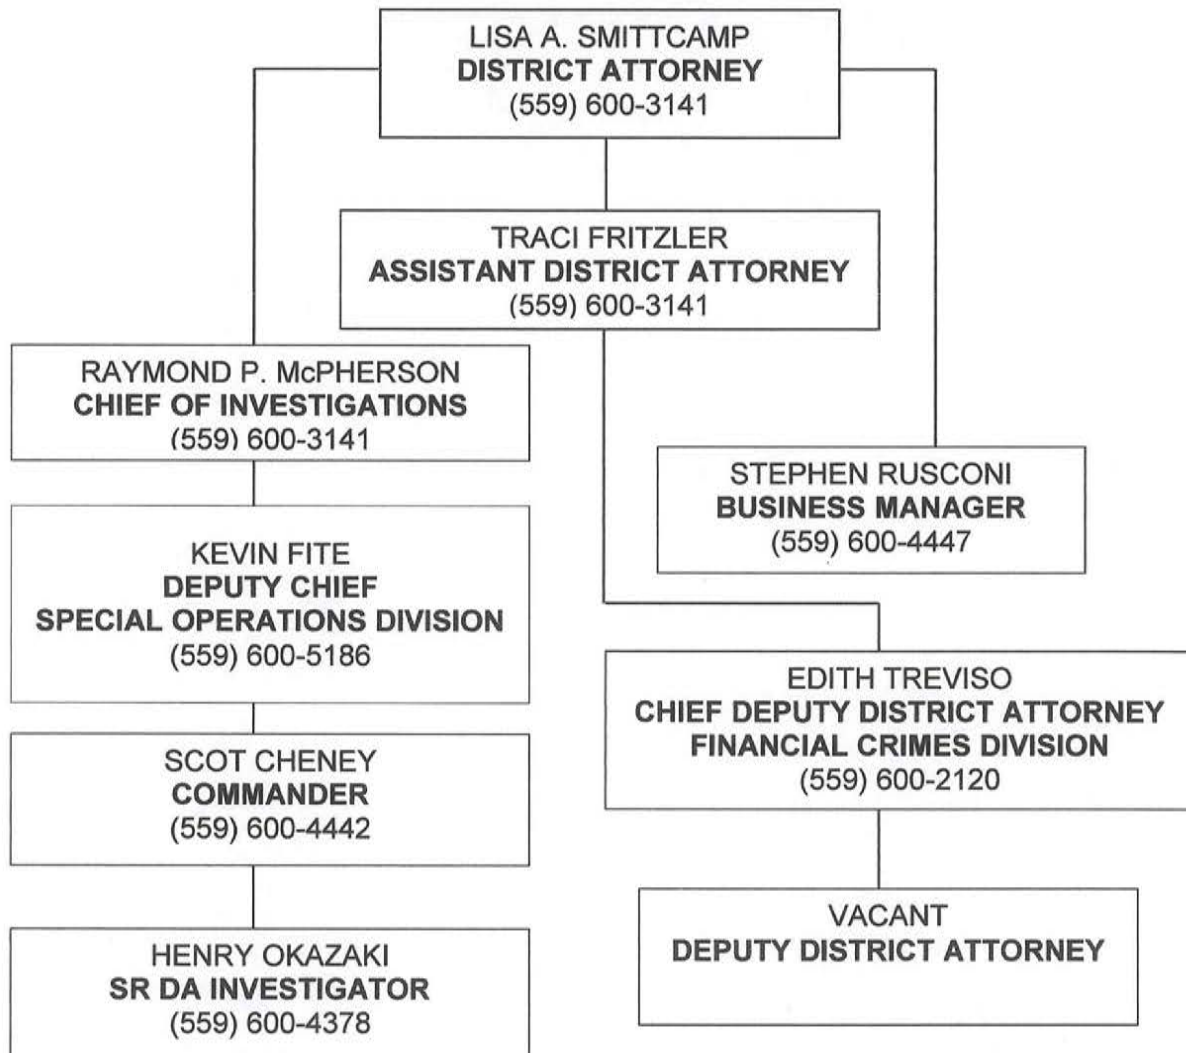 LISA A. SMITTCAMP
DISTRICT ATTORNEY
(559) 600-3141
TRACI FRITZLER
ASSISTANT DISTRICT ATTORNEY
(559) 600-3141
RAYMOND P. McPHERSON
CHIEF OF INVESTIGATIONS
(559) 600-3141
STEPHEN RUSCONI
BUSINESS MANAGER
(559) 600-4447
KEVIN FITE
DEPUTY CHIEF
SPECIAL OPERATIONS DIVISION
(559) 600-5186
EDITH TREVISO
CHIEF DEPUTY DISTRICT ATTORNEY
FINANCIAL CRIMES DIVISION
(559) 600-2120
SCOT CHENEY
COMMANDER
(559) 600-4442
VACANT
DEPUTY DISTRICT ATTORNEY
HENRY OKAZAKI
SR DA INVESTIGATOR
(559) 600-4378